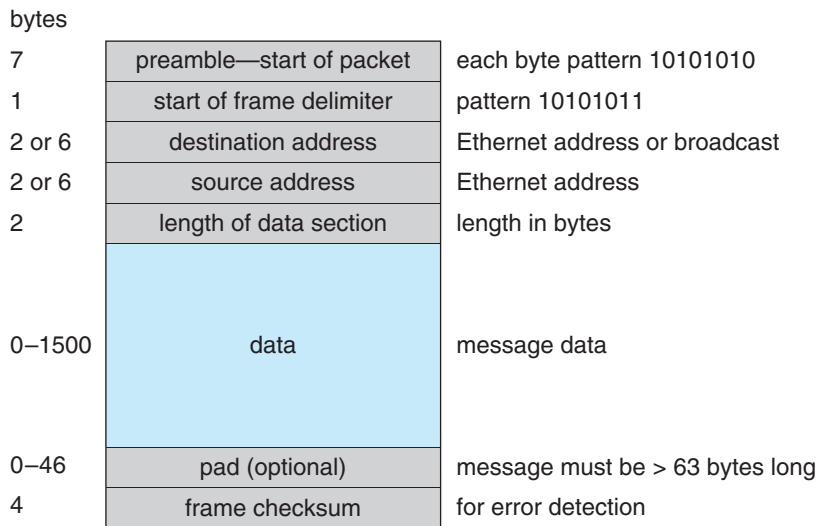 bytes
7 preamble—start of packet each byte pattern 10101010
1 start of frame delimiter pattern 10101011
2 or 6 destination address Ethernet address or broadcast
2 or 6 source address Ethernet address
2 length of data section length in bytes
0–1500 data message data
0–46 pad (optional) message must be > 63 bytes long
4 frame checksum for error detection